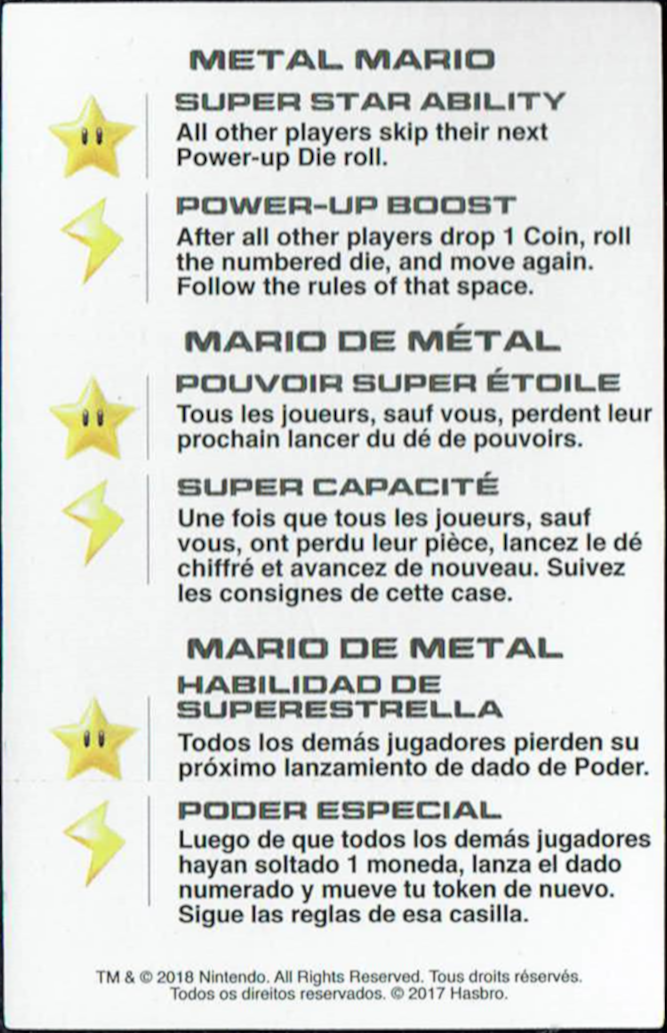 METAL MARIO
SUPER STAR ABILITY
All other players skip their next
Power-up Die roll.
POWER-UP BOOST
After all other players drop 1 Coin, roll
the numbered die, and move again.
Follow the rules of that space.
MARIO DE MÉTAL
POUVOIR SUPER ÉTOILE
Tous les joueurs, sauf vous, perdent leur
prochain lancer du dé de pouvoirs.
SUPER CAPACITÉ
Une fois que tous les joueurs, sauf
vous, ont perdu leur pièce, lancez le dé
chiffré et avancez de nouveau. Suivez
les consignes de cette case.
MARIO DE METAL
HABILIDAD DE
SUPERESTRELLA
Todos los demás jugadores pierden su
próximo lanzamiento de dado de Poder.
PODER ESPECIAL
Luego de que todos los demás jugadores
hayan soltado 1 moneda, lanza el dado
numerado y mueve tu token de nuevo.
Sigue las reglas de esa casilla.
TM & © 2018 Nintendo. All Rights Reserved. Tous droits réservés.
Todos os direitos reservados. © 2017 Hasbro.